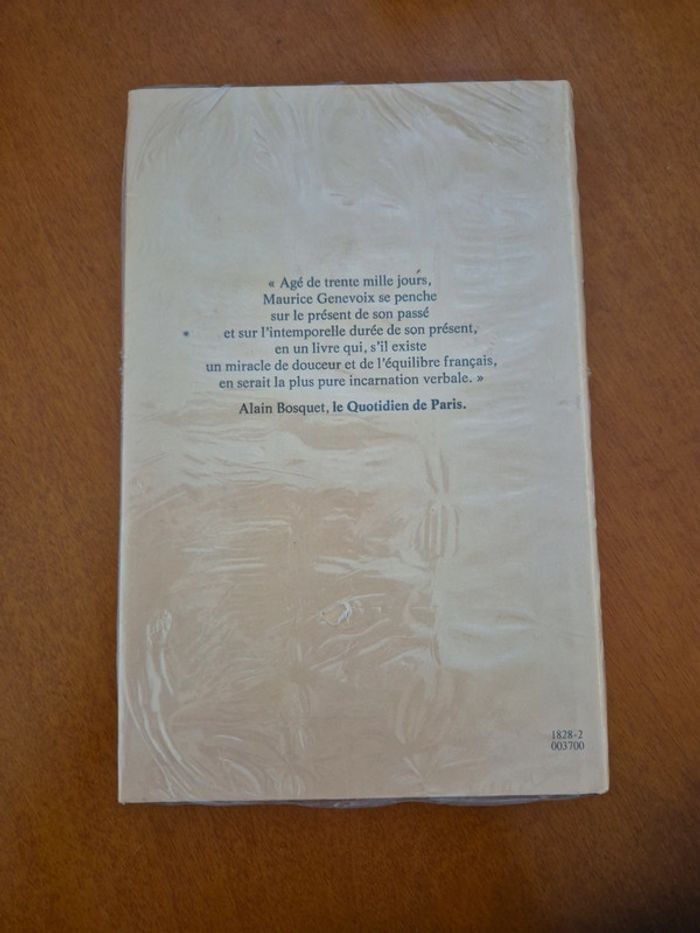 « Agé de trente mille jours,
Maurice Genevoix se penche
sur le présent de son passé
et sur l'intemporelle durée de son présent,
en un livre qui, s'il existe
un miracle de douceur et de l'équilibre français,
en serait la plus pure incarnation verbale. »
Alain Bosquet, le Quotidien de Paris.
1828-2
003700